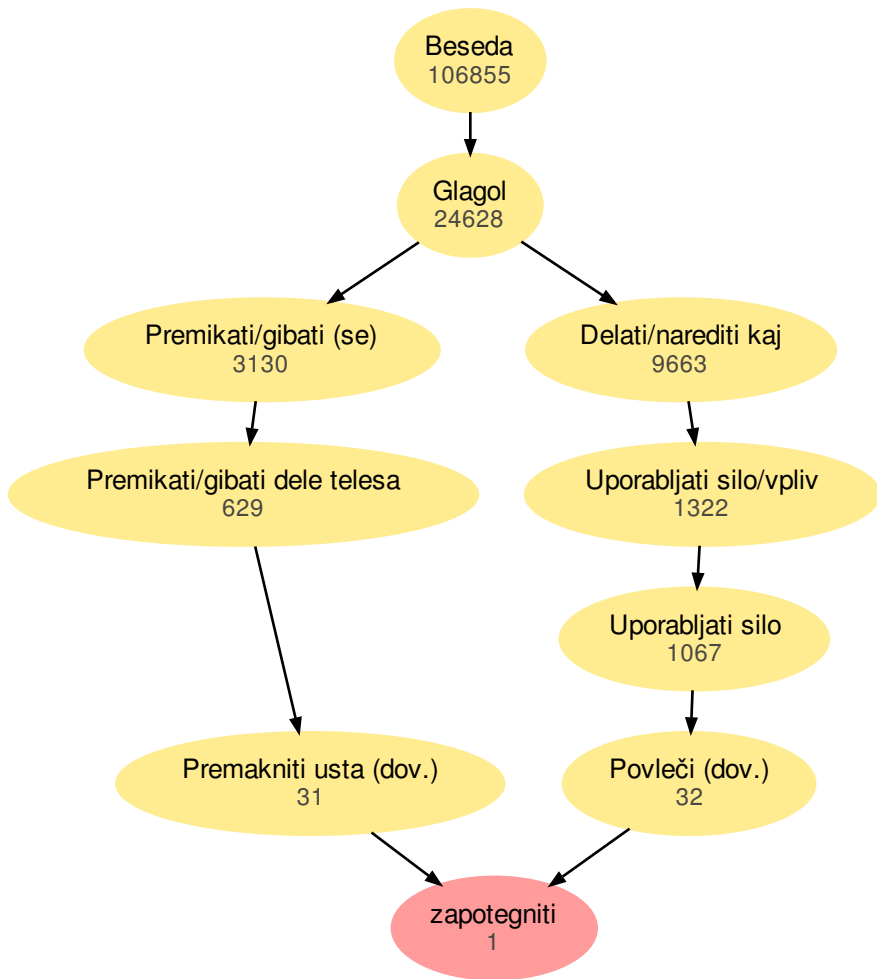 Beseda
106855
Glagol
24628
Premikati/gibati (se)
3130
Delati/narediti kaj
9663
Premikati/gibati dele telesa
629
Uporabljati silo/vpliv
1322
Uporabljati silo
1067
Premakniti usta (dov.)
31
Povleči (dov.)
32
zapotegniti
1